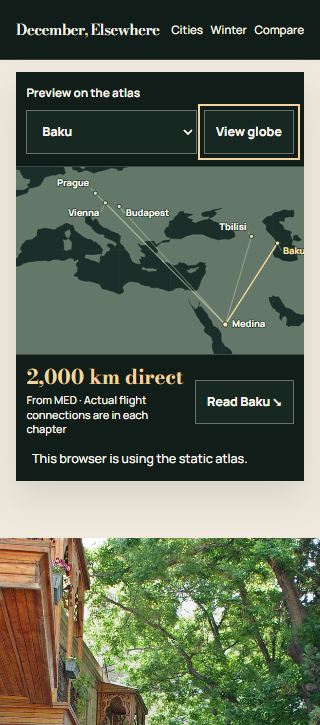 December, Elsewhere Cities Winter Compare
Preview on the atlas
Baku View globe
Prague
Vienna Budapest
Tbilisi
Baku
Medina
2,000 km direct
From MED · Actual flight
connections are in each
chapter
Read Baku ↘
This browser is using the static atlas.